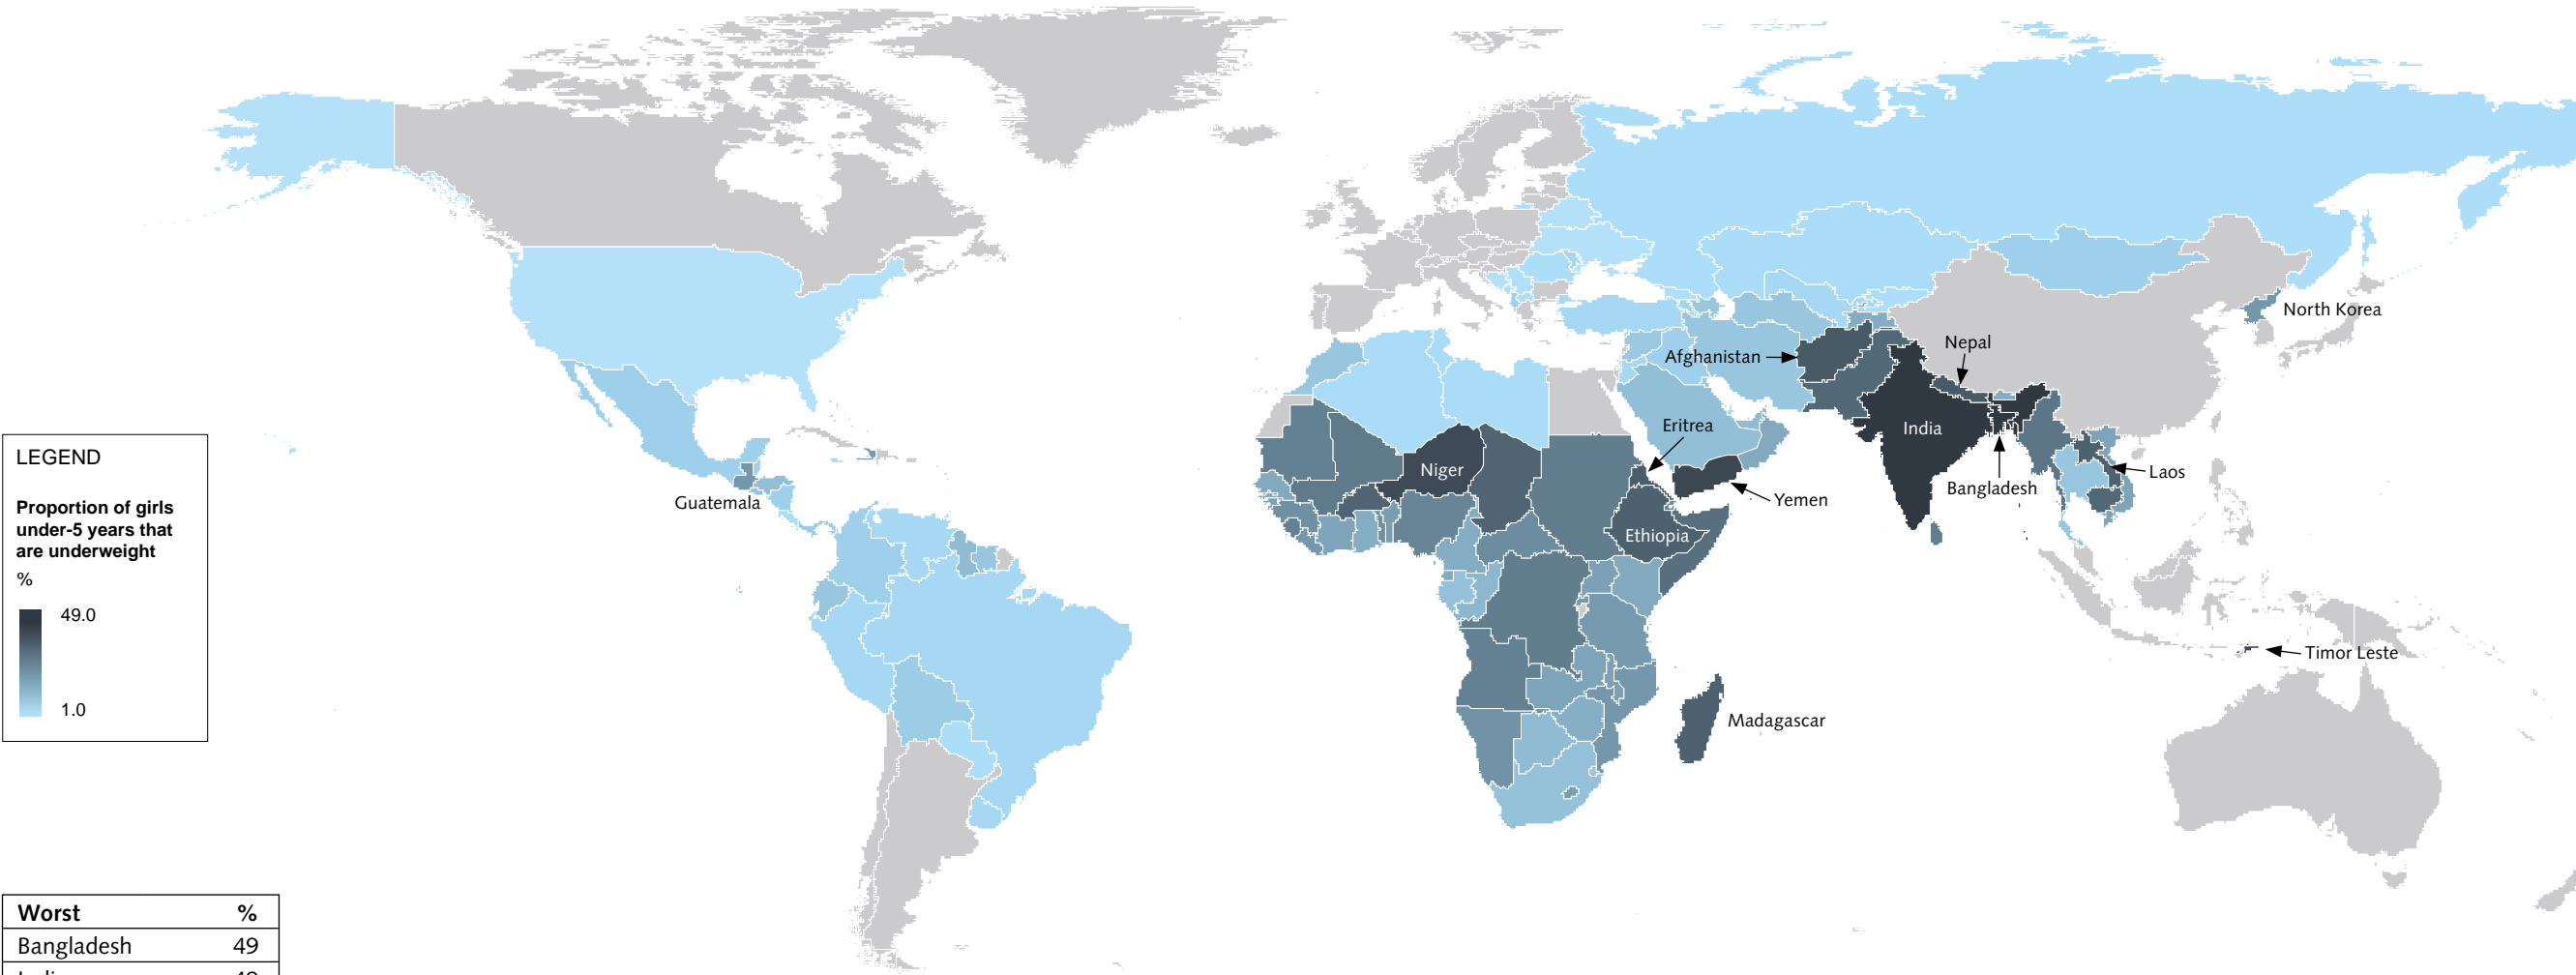 North Korea
Nepal
Afghanistan
Eritrea
India
Niger
Laos
Bangladesh
Yemen
Guatemala
Ethiopia
Timor Leste
Madagascar
LEGEND
Proportion of girls
under-5 years that
are underweight
%
49.0
1.0
Worst %
Bangladesh 49